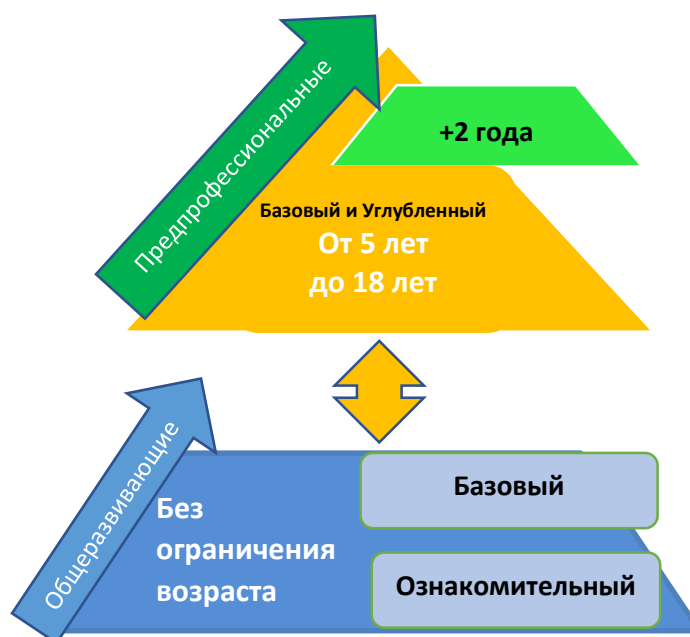 Предпрофессиональные
+2 года
Базовый и Углубленный
От 5 лет
до 18 лет
Общеразвивающие
Без
ограничения
возраста
Базовый
Ознакомительный